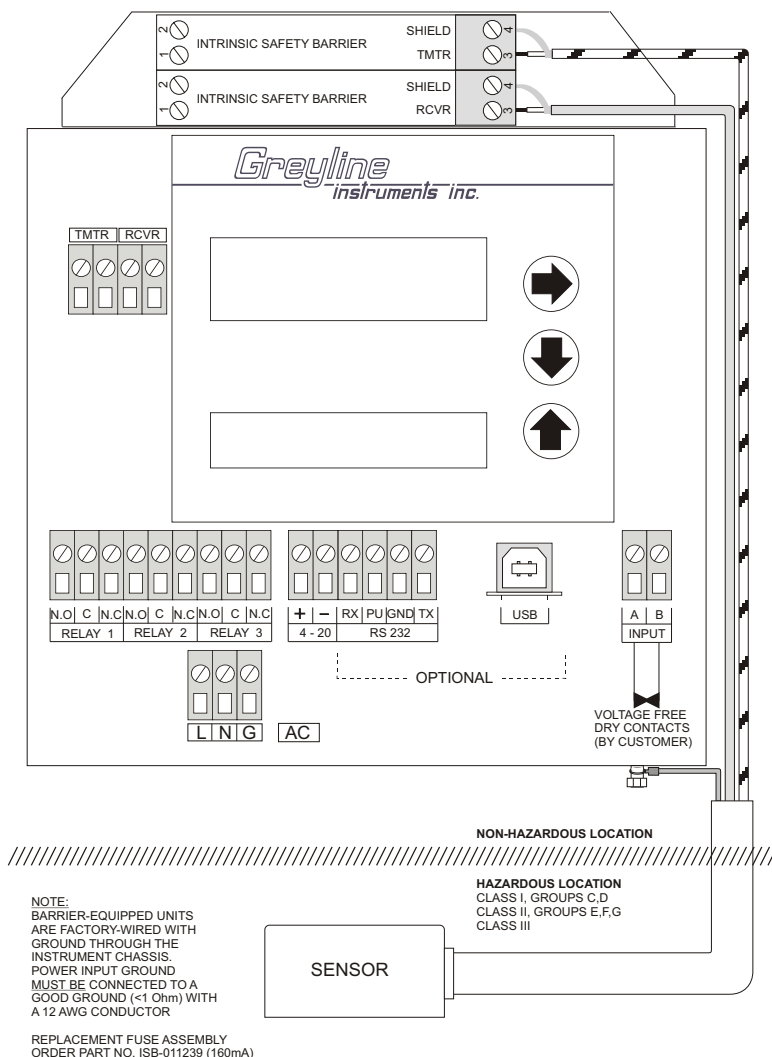 2 INTRINSIC SAFETY BARRIER SHIELD 4
1 TMTR 3
2 INTRINSIC SAFETY BARRIER SHIELD 4
1 RCVR 3
Greyline
instruments inc.
TMTR RCVR
N.O C N.C N.O C N.C N.O C N.C
RELAY 1 RELAY 2 RELAY 3
+ – RX PU GND TX
4 - 20 RS 232
USB
A B
INPUT
OPTIONAL
L N G AC
VOLTAGE FREE
DRY CONTACTS
(BY CUSTOMER)
NON-HAZARDOUS LOCATION
HAZARDOUS LOCATION
CLASS I, GROUPS C,D
CLASS II, GROUPS E,F,G
CLASS III
NOTE:
BARRIER-EQUIPPED UNITS
ARE FACTORY-WIRED WITH
GROUND THROUGH THE
INSTRUMENT CHASSIS.
POWER INPUT GROUND
MUST BE CONNECTED TO A
GOOD GROUND (<1 Ohm) WITH
A 12 AWG CONDUCTOR
REPLACEMENT FUSE ASSEMBLY
ORDER PART NO. ISB-011239 (160mA)
SENSOR